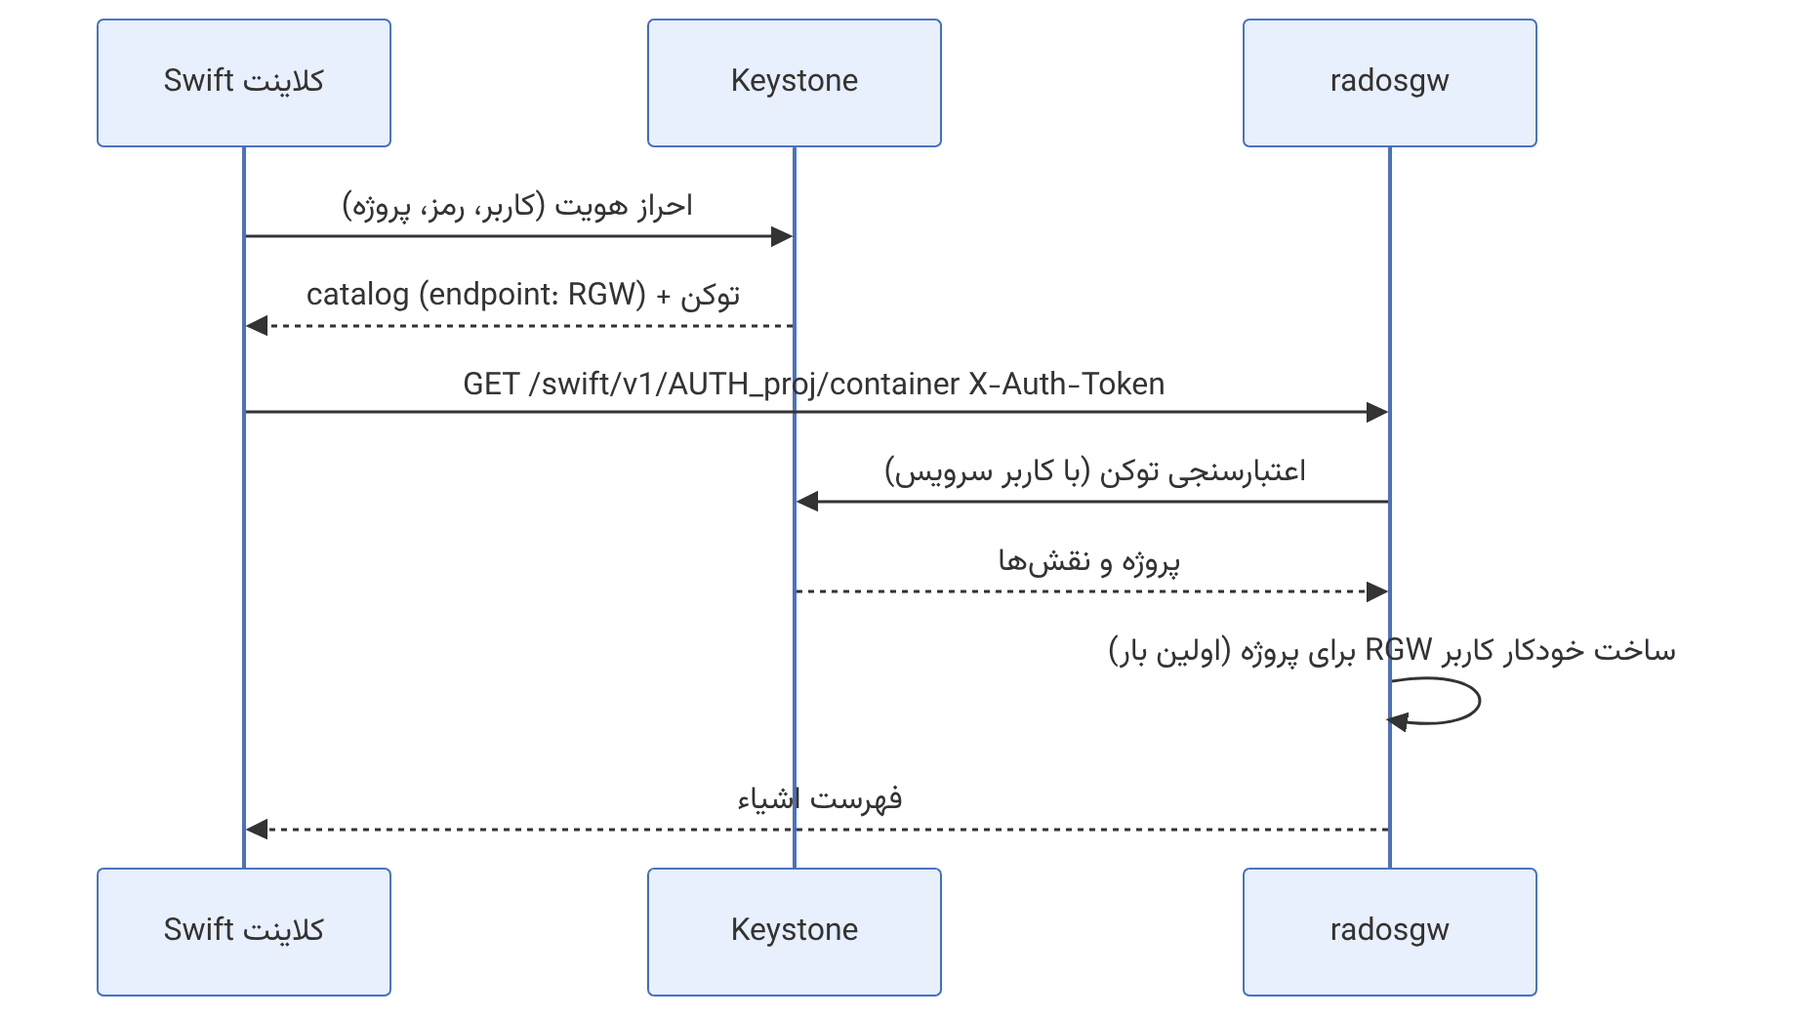 کلاینت Swift
Keystone
radosgw
احراز هویت (کاربر، رمز، پروژه)
توکن + catalog (endpoint: RGW)
GET /swift/v1/AUTH_proj/container X-Auth-Token
اعتبارسنجی توکن (با کاربر سرویس)
پروژه و نقش‌ها
ساخت خودکار کاربر RGW برای پروژه (اولین بار)
فهرست اشیاء
کلاینت Swift
Keystone
radosgw